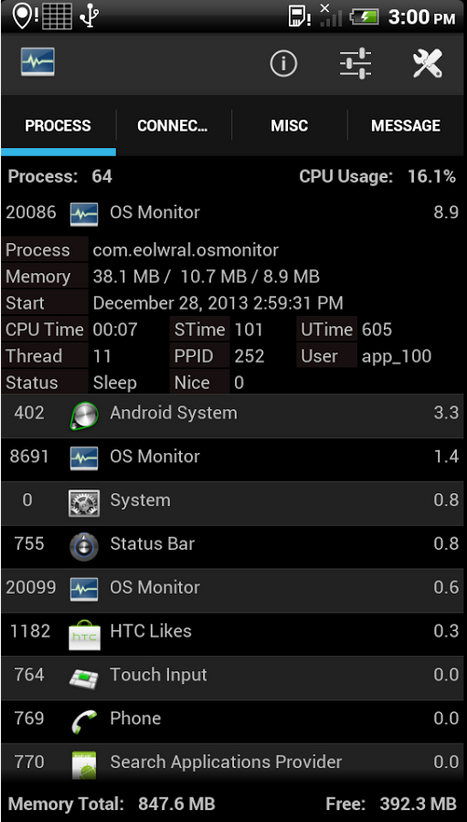 3:00 PM
PROCESS CONNEC... MISC MESSAGE
Process: 64 CPU Usage: 16.1%
20086 OS Monitor 8.9
Process com.eolwral.osmonitor
Memory 38.1 MB / 10.7 MB / 8.9 MB
Start December 28, 2013 2:59:31 PM
CPU Time 00:07 STime 101 UTime 605
Thread 11 PPID 252 User app_100
Status Sleep Nice 0
402 Android System 3.3
8691 OS Monitor 1.4
0 System 0.8
755 Status Bar 0.8
20099 OS Monitor 0.6
1182 hTC HTC Likes 0.3
764 Touch Input 0.0
769 Phone 0.0
770 Search Applications Provider 0.0
Memory Total: 847.6 MB Free: 392.3 MB